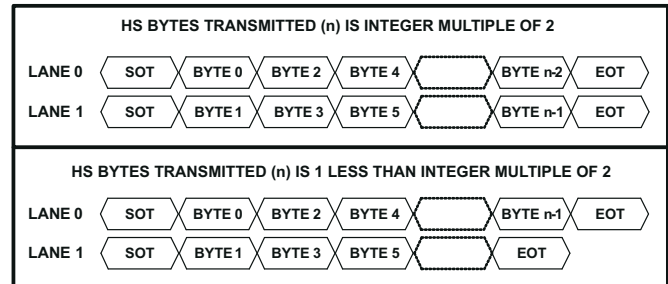 HS BYTES TRANSMITTED (n) IS INTEGER MULTIPLE OF 2
LANE 0 SOT BYTE 0 BYTE 2 BYTE 4 BYTE n-2 EOT
LANE 1 SOT BYTE 1 BYTE 3 BYTE 5 BYTE n-1 EOT
HS BYTES TRANSMITTED (n) IS 1 LESS THAN INTEGER MULTIPLE OF 2
LANE 0 SOT BYTE 0 BYTE 2 BYTE 4 BYTE n-1 EOT
LANE 1 SOT BYTE 1 BYTE 3 BYTE 5 EOT